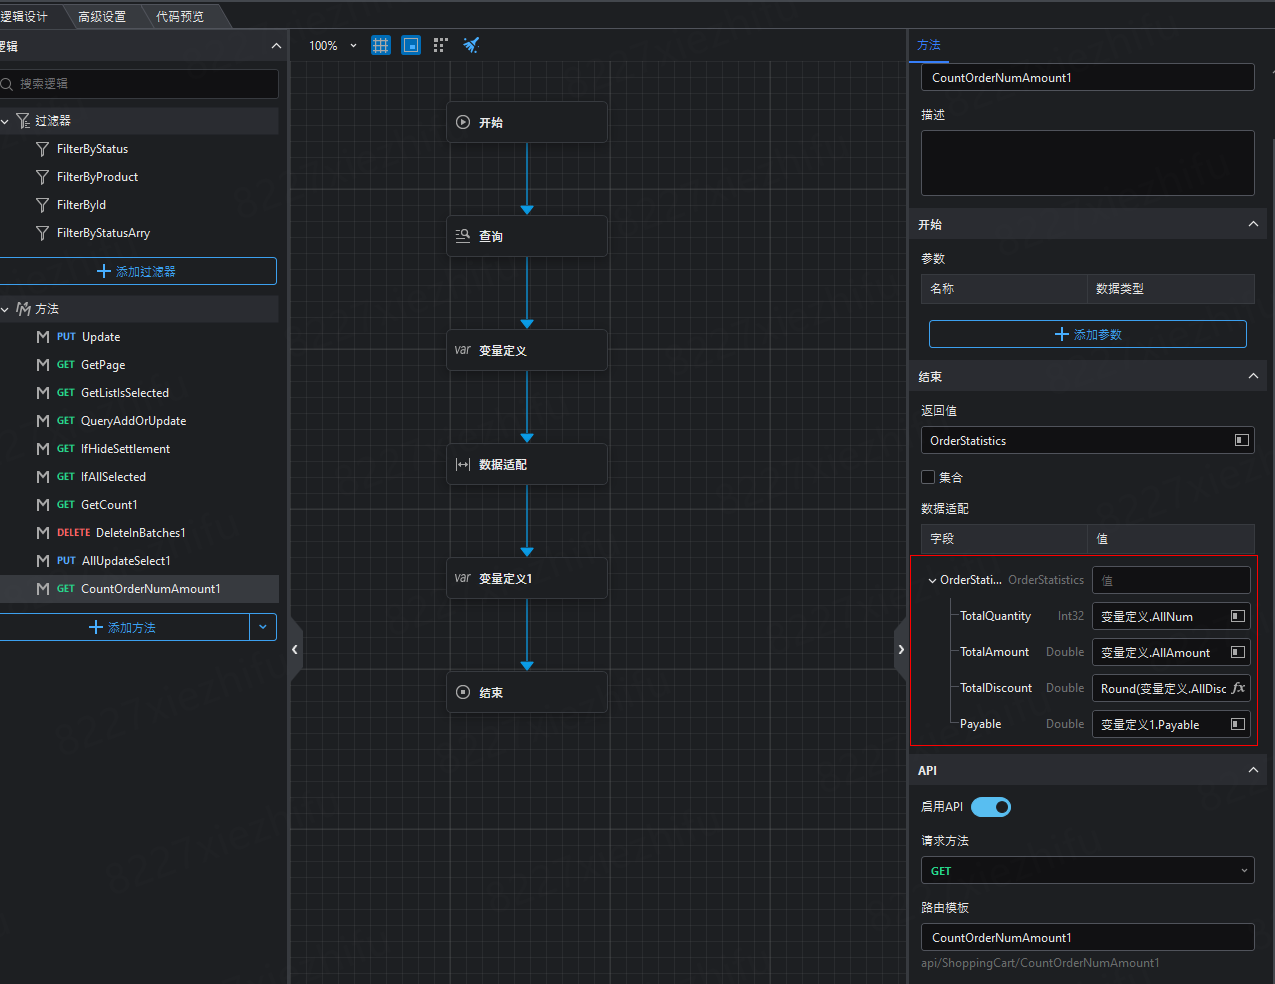 逻辑设计
高级设置
代码预览
逻辑
搜索逻辑
过滤器
FilterByStatus
FilterByProduct
FilterById
FilterByStatusArry
添加过滤器
方法
PUT Update
GET GetPage
GET GetListIsSelected
GET QueryAddOrUpdate
GET IfHideSettlement
GET IfAllSelected
GET GetCount1
DELETE DeleteInBatches1
PUT AllUpdateSelect1
GET CountOrderNumAmount1
添加方法
100%
开始
查询
var 变量定义
数据适配
var 变量定义1
结束
方法
CountOrderNumAmount1
描述
开始
参数
名称 数据类型
添加参数
结束
返回值
OrderStatistics
集合
数据适配
字段 值
OrderStati... OrderStatistics 值
TotalQuantity Int32 变量定义.AllNum
TotalAmount Double 变量定义.AllAmount
TotalDiscount Double Round(变量定义.AllDisc fx
Payable Double 变量定义1.Payable
API
启用API
请求方法
GET
路由模板
CountOrderNumAmount1
api/ShoppingCart/CountOrderNumAmount1
8227xiezhifu